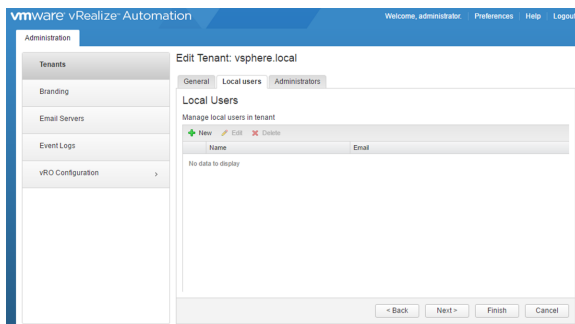 vmware vRealize Automation
Welcome, administrator. Preferences Help Logout
Administration
Tenants
Branding
Email Servers
Event Logs
vRO Configuration >
Edit Tenant: vsphere.local
General Local users Administrators
Local Users
Manage local users in tenant
New Edit Delete
Name Email
No data to display
< Back Next > Finish Cancel